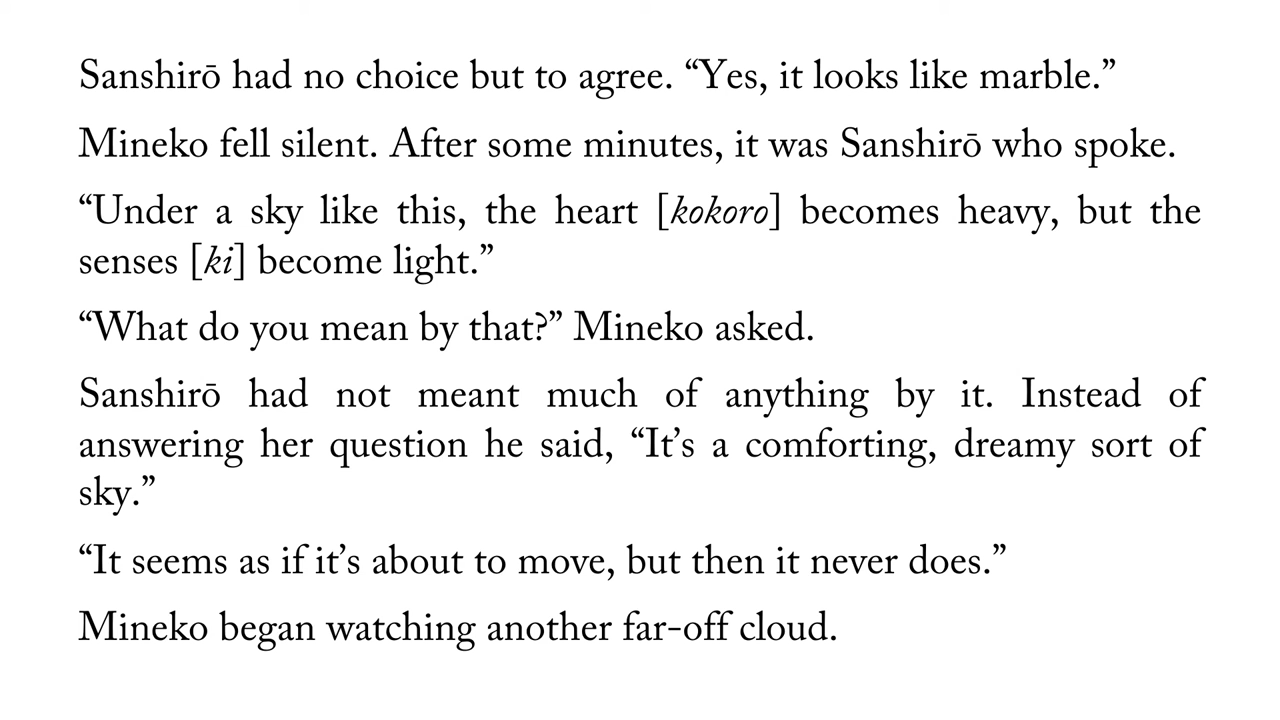 Sanshirō had no choice but to agree. “Yes, it looks like marble.”
Mineko fell silent. After some minutes, it was Sanshirō who spoke.
“Under a sky like this, the heart [kokoro] becomes heavy, but the
senses [ki] become light.”
“What do you mean by that?” Mineko asked.
Sanshirō had not meant much of anything by it. Instead of
answering her question he said, “It’s a comforting, dreamy sort of
sky.”
“It seems as if it’s about to move, but then it never does.”
Mineko began watching another far-off cloud.